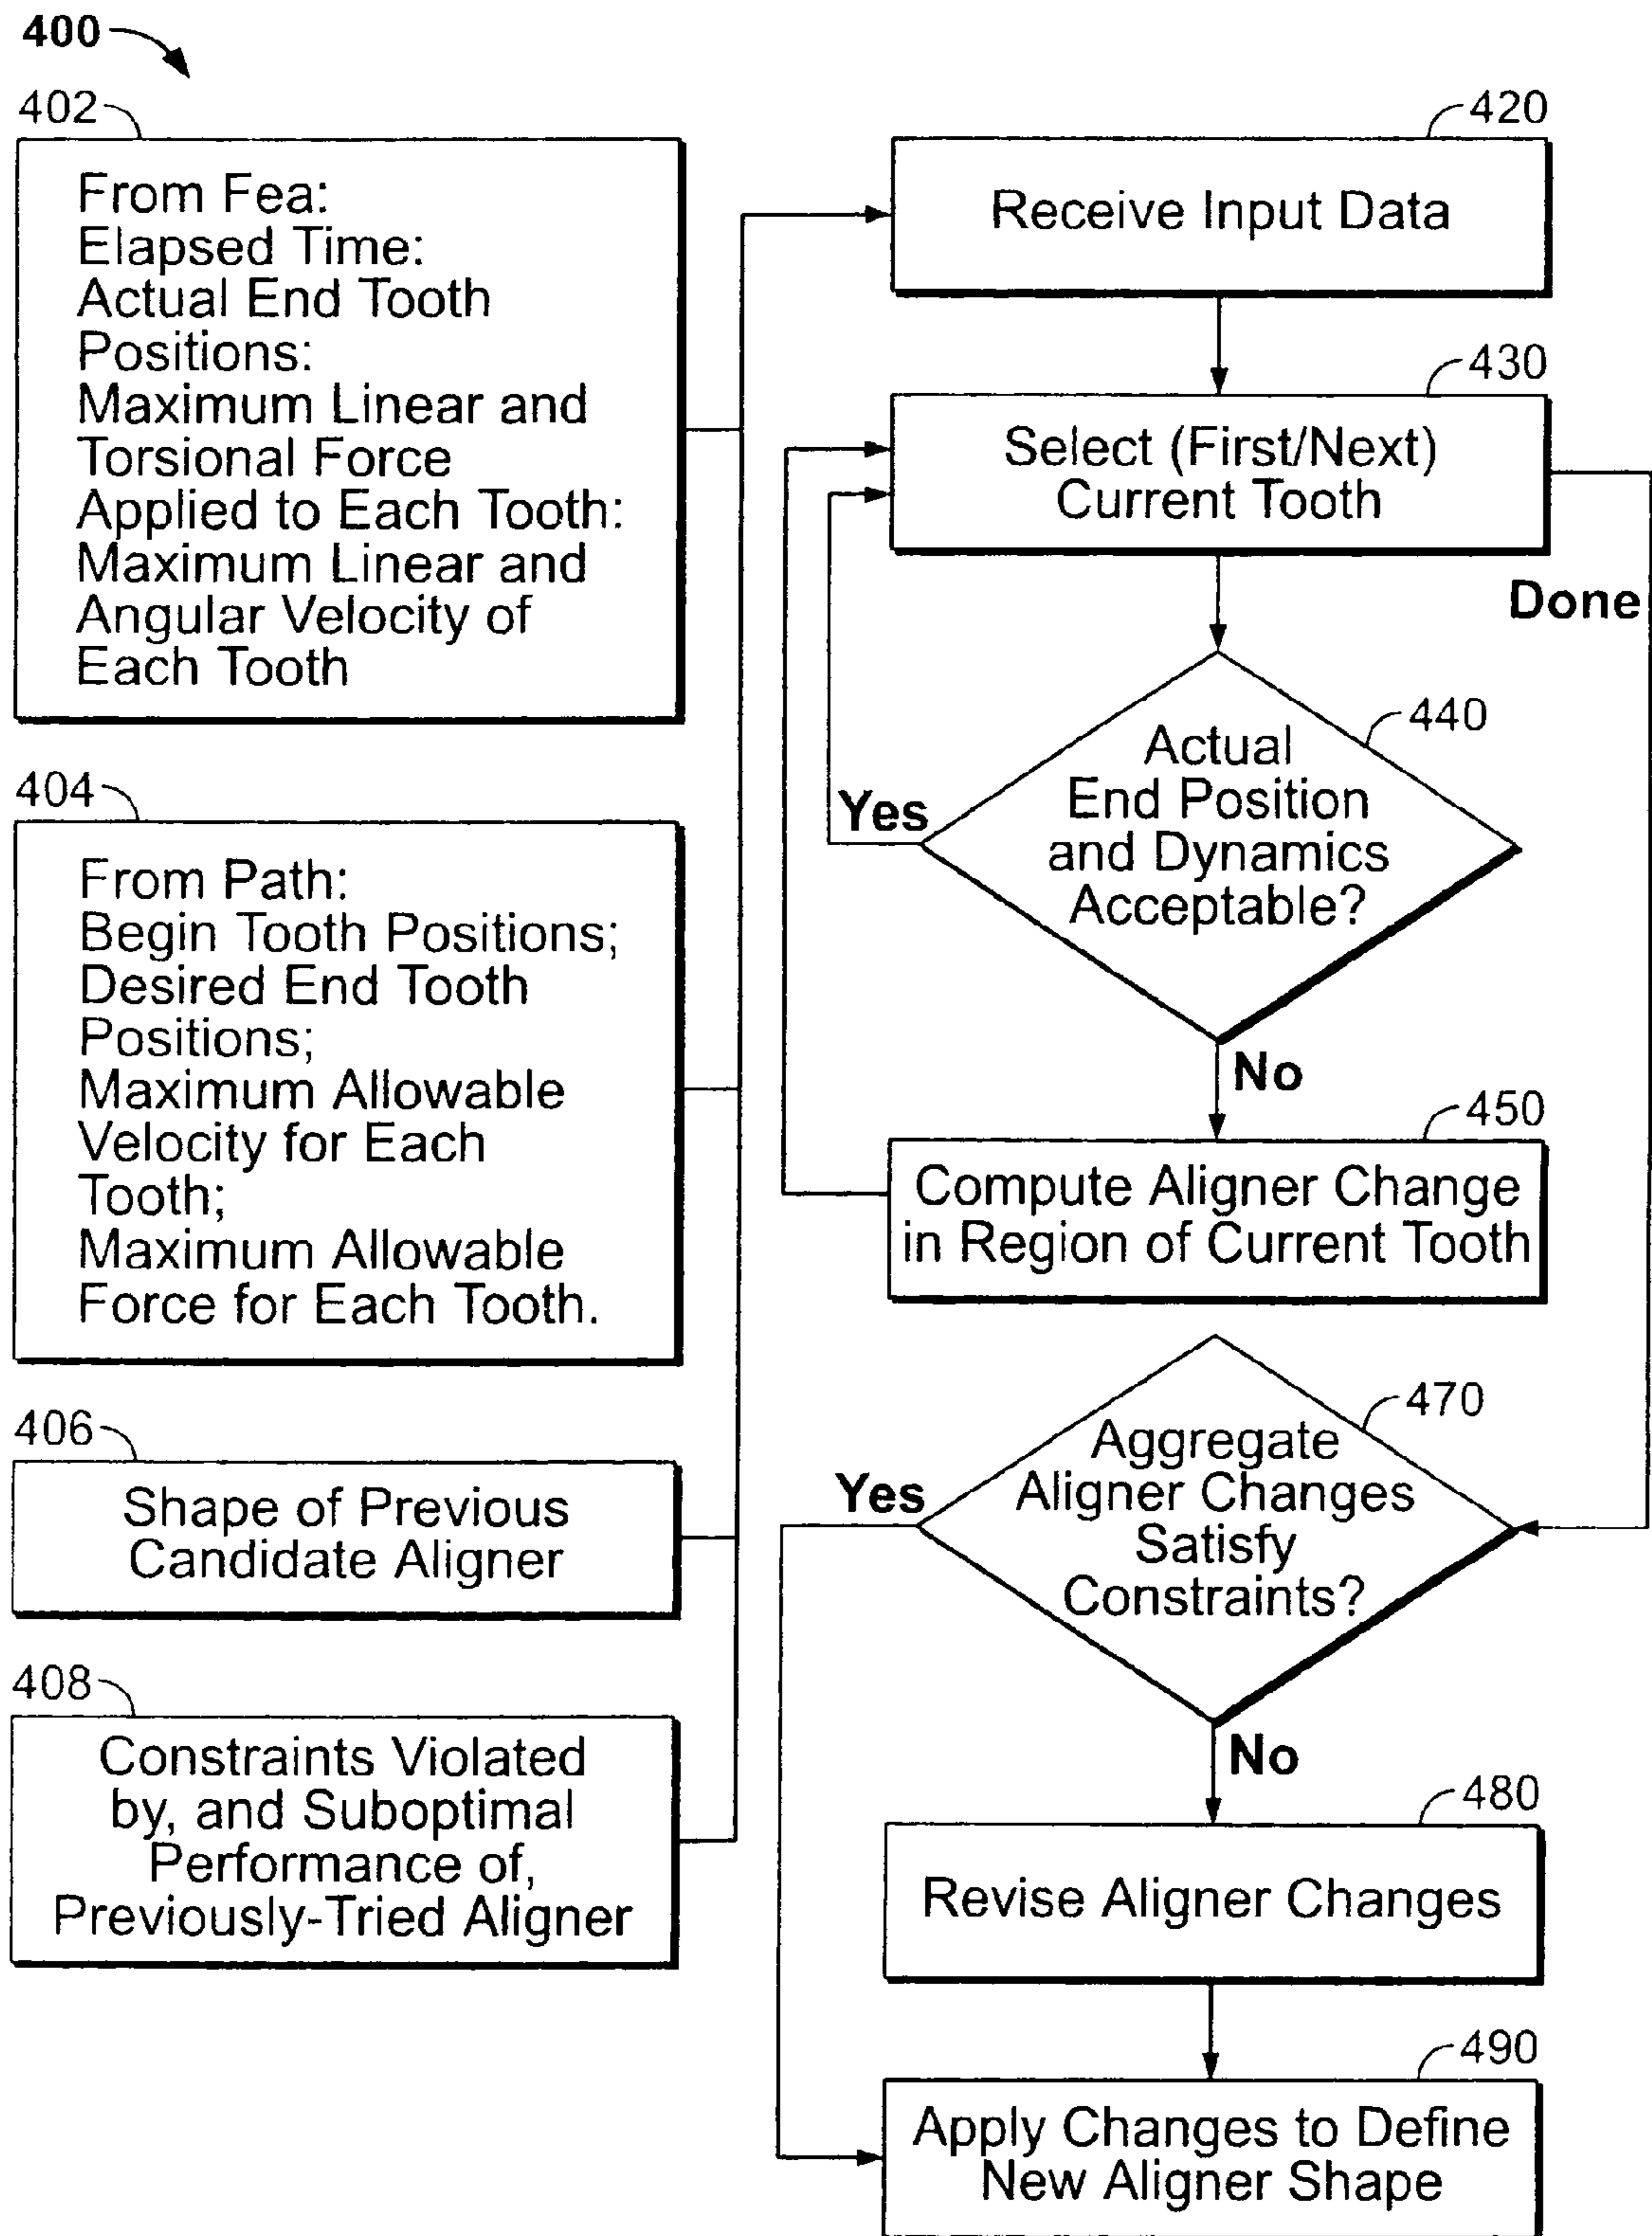 400
402
From Fea:
Elapsed Time:
Actual End Tooth
Positions:
Maximum Linear and
Torsional Force
Applied to Each Tooth:
Maximum Linear and
Angular Velocity of
Each Tooth
404
From Path:
Begin Tooth Positions;
Desired End Tooth
Positions;
Maximum Allowable
Velocity for Each
Tooth;
Maximum Allowable
Force for Each Tooth.
406
Shape of Previous
Candidate Aligner
408
Constraints Violated
by, and Suboptimal
Performance of,
Previously-Tried Aligner
420
Receive Input Data
430
Select (First/Next)
Current Tooth
Done
440
Actual
End Position
and Dynamics
Acceptable?
Yes
No
450
Compute Aligner Change
in Region of Current Tooth
470
Aggregate
Aligner Changes
Satisfy
Constraints?
Yes
No
480
Revise Aligner Changes
490
Apply Changes to Define
New Aligner Shape